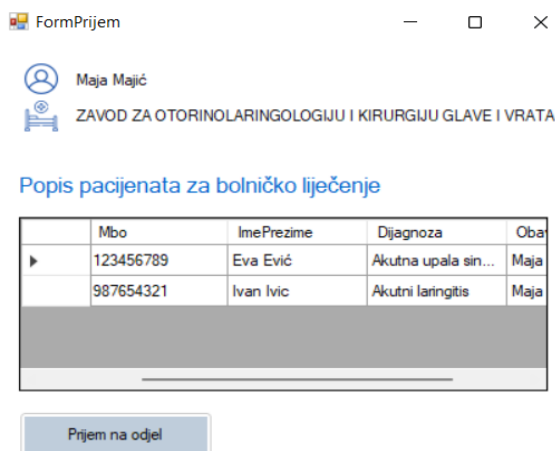 FormPrijem
Maja Majić
ZAVOD ZA OTORINOLARINGOLOGIJU I KIRURGIJU GLAVE I VRATA
Popis pacijenata za bolničko liječenje
Mbo ImePrezime Dijagnoza Oba
123456789 Eva Ević Akutna upala sin... Maja
987654321 Ivan Ivic Akutni laringitis Maja
Prijem na odjel